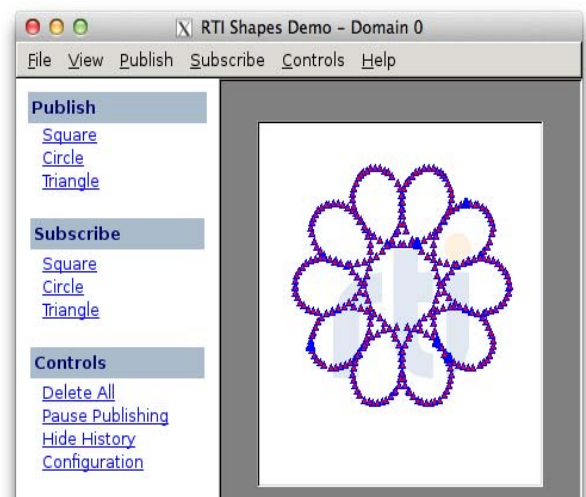 RTI Shapes Demo – Domain 0
File View Publish Subscribe Controls Help
Publish
Square
Circle
Triangle
Subscribe
Square
Circle
Triangle
Controls
Delete All
Pause Publishing
Hide History
Configuration
rti